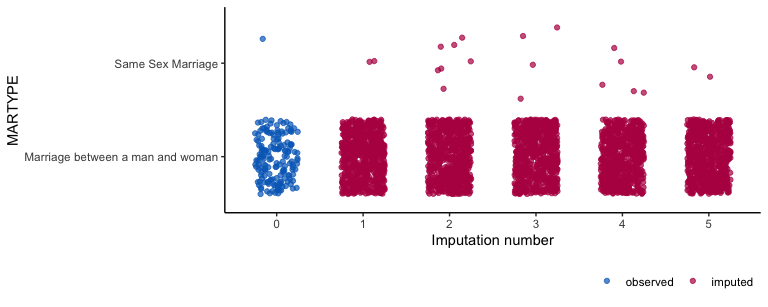 MARTYPE
Same Sex Marriage
Marriage between a man and woman
0 1 2 3 4 5
Imputation number
observed imputed